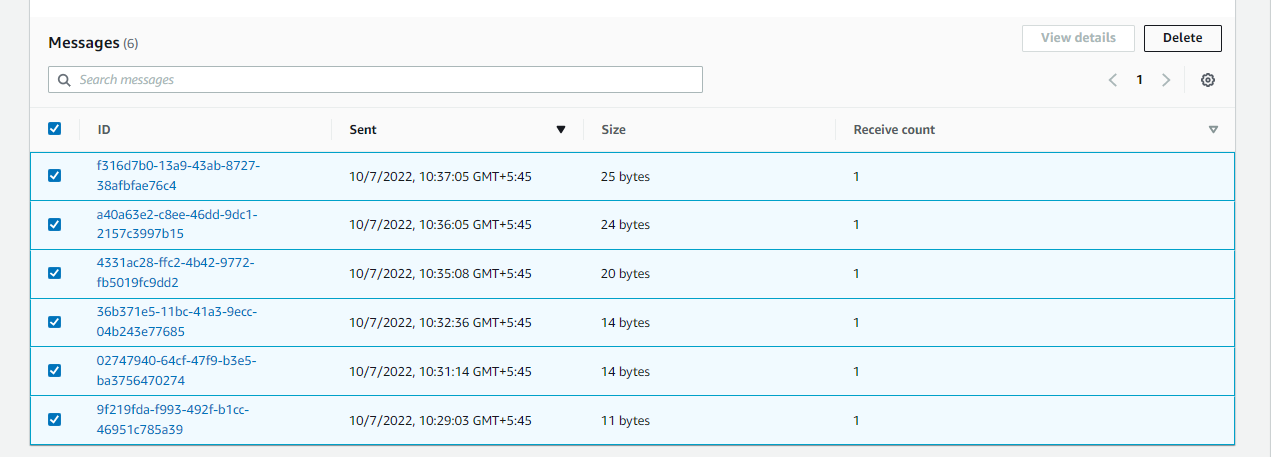 Messages (6)
View details
Delete
Search messages
1
ID Sent Size Receive count
f316d7b0-13a9-43ab-8727-
38afbfae76c4
10/7/2022, 10:37:05 GMT+5:45 25 bytes 1
a40a63e2-c8ee-46dd-9dc1-
2157c3997b15
10/7/2022, 10:36:05 GMT+5:45 24 bytes 1
4331ac28-ffc2-4b42-9772-
fb5019fc9dd2
10/7/2022, 10:35:08 GMT+5:45 20 bytes 1
36b371e5-11bc-41a3-9ecc-
04b243e77685
10/7/2022, 10:32:36 GMT+5:45 14 bytes 1
02747940-64cf-47f9-b3e5-
ba3756470274
10/7/2022, 10:31:14 GMT+5:45 14 bytes 1
9f219fda-f993-492f-b1cc-
46951c785a39
10/7/2022, 10:29:03 GMT+5:45 11 bytes 1